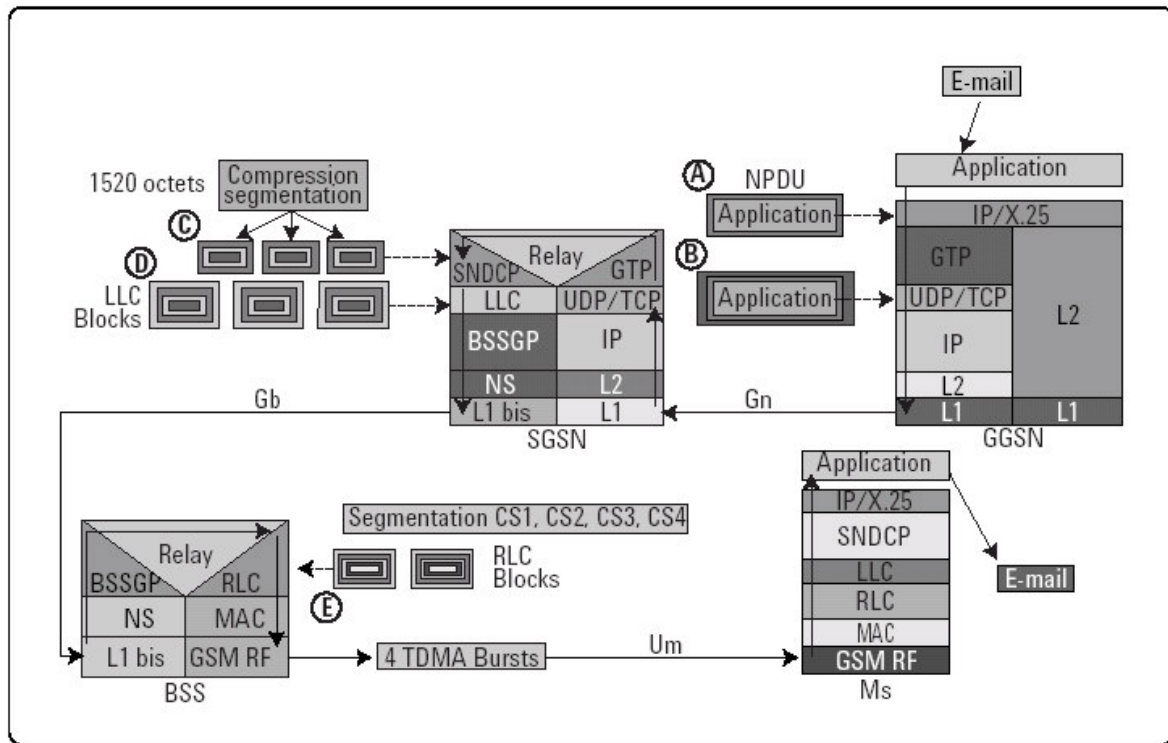 E-mail
Application
IP/X.25
GTP
UDP/TCP
IP
L2
L1
L2
L1
GGSN
A
NPDU
Application
B
Application
1520 octets
Compression
segmentation
C
D
LLC
Blocks
Relay
SNDCP
GTP
LLC
UDP/TCP
BSSGP
IP
NS
L2
L1 bis
L1
SGSN
Gb
Gn
Segmentation CS1, CS2, CS3, CS4
RLC
Blocks
E
Relay
BSSGP
RLC
NS
MAC
L1 bis
GSM RF
BSS
4 TDMA Bursts
Um
Application
IP/X.25
SNDCP
LLC
RLC
MAC
GSM RF
Ms
E-mail